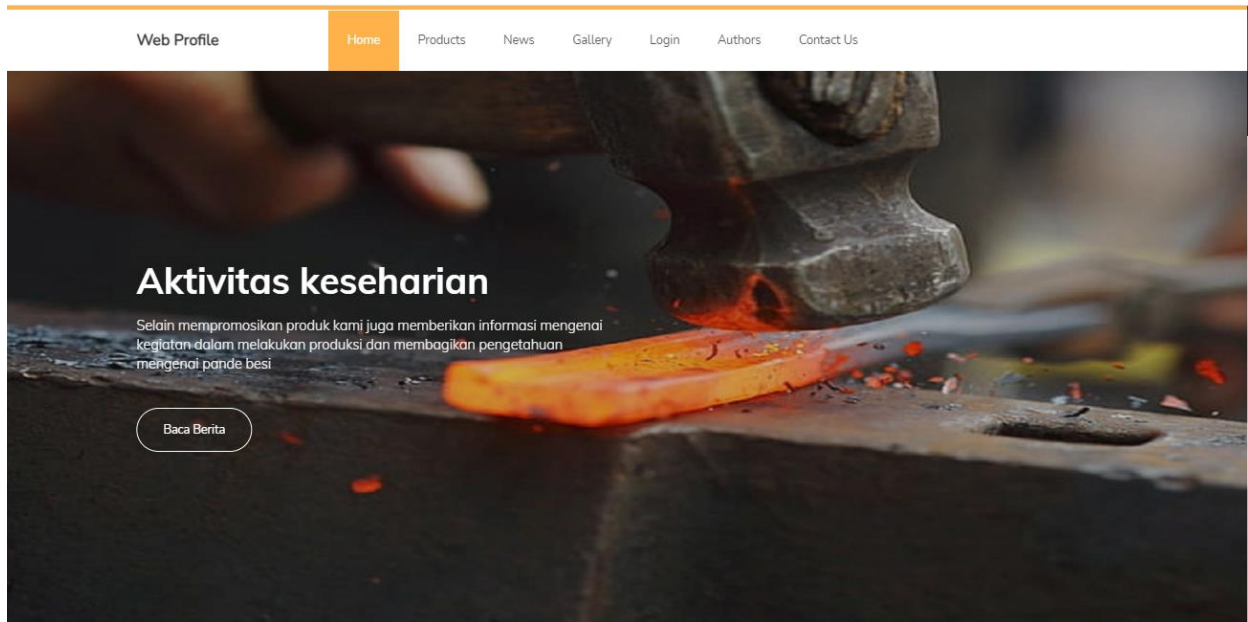 Web Profile
Home
Products
News
Gallery
Login
Authors
Contact Us
Aktivitas keseharian
Selain mempromosikan produk kami juga memberikan informasi mengenai
kegiatan dalam melakukan produksi dan membagikan pengetahuan
mengenai pande besi
Baca Berita